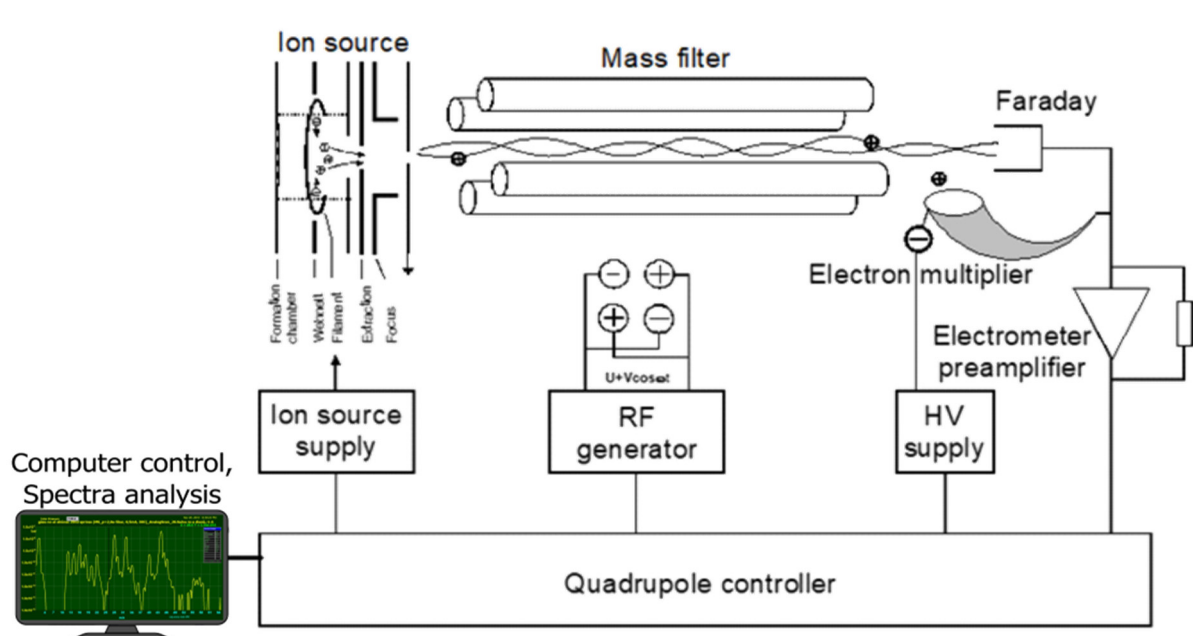 Ion source
Mass filter
Faraday
Electron multiplier
Formation
chamber
Wehnelt
Filament
Extraction
Focus
Electrometer
preamplifier
U+Vcosωt
Ion source
supply
RF
generator
HV
supply
Computer control,
Spectra analysis
Quadrupole controller